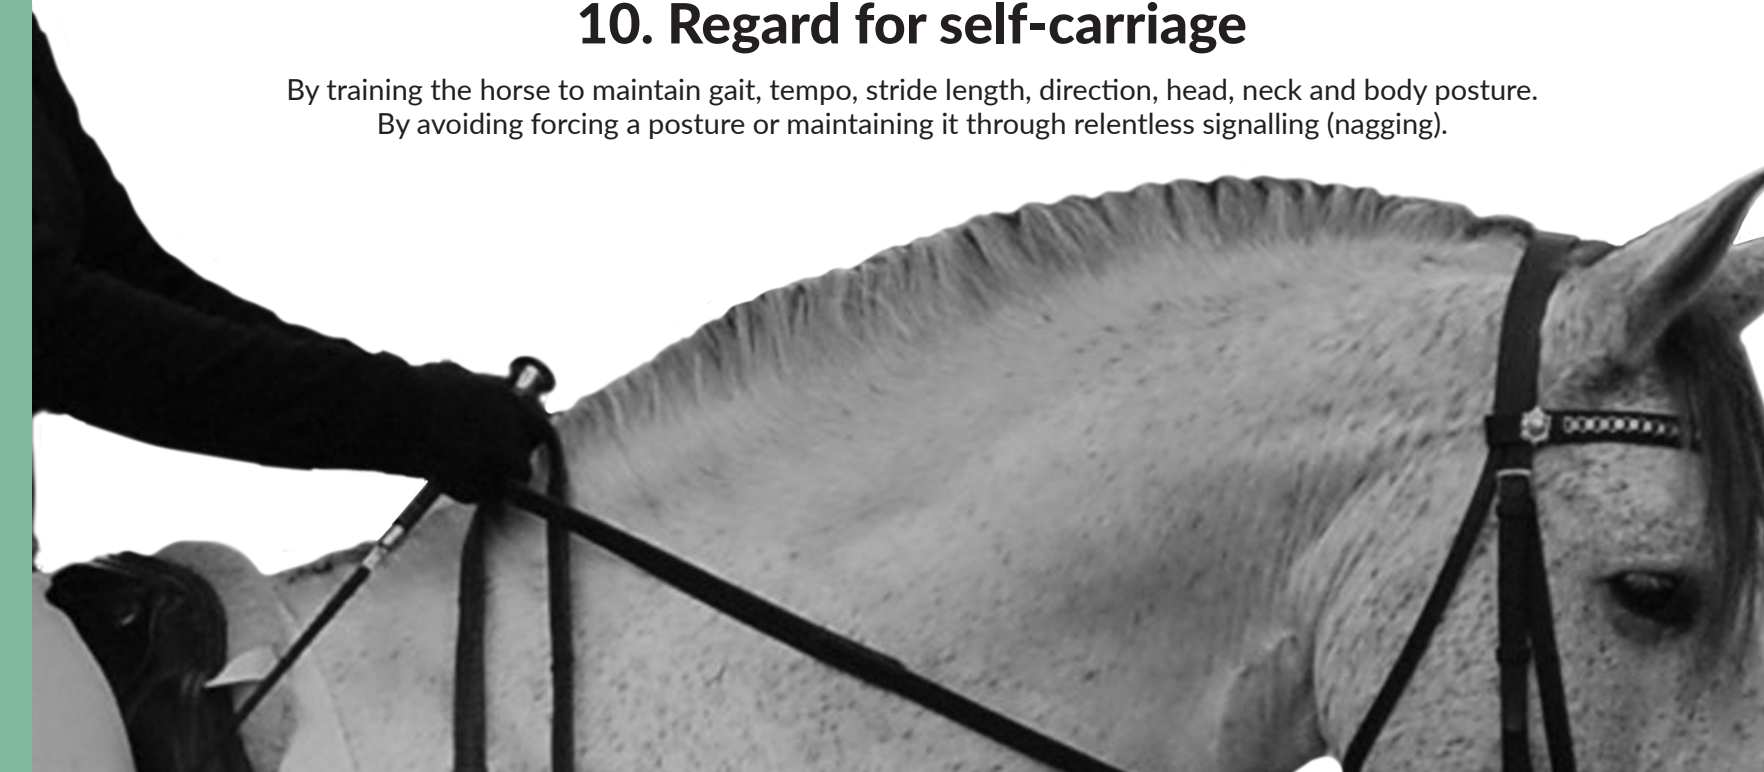 10. Regard for self-carriage
By training the horse to maintain gait, tempo, stride length, direction, head, neck and body posture.
By avoiding forcing a posture or maintaining it through relentless signalling (nagging).